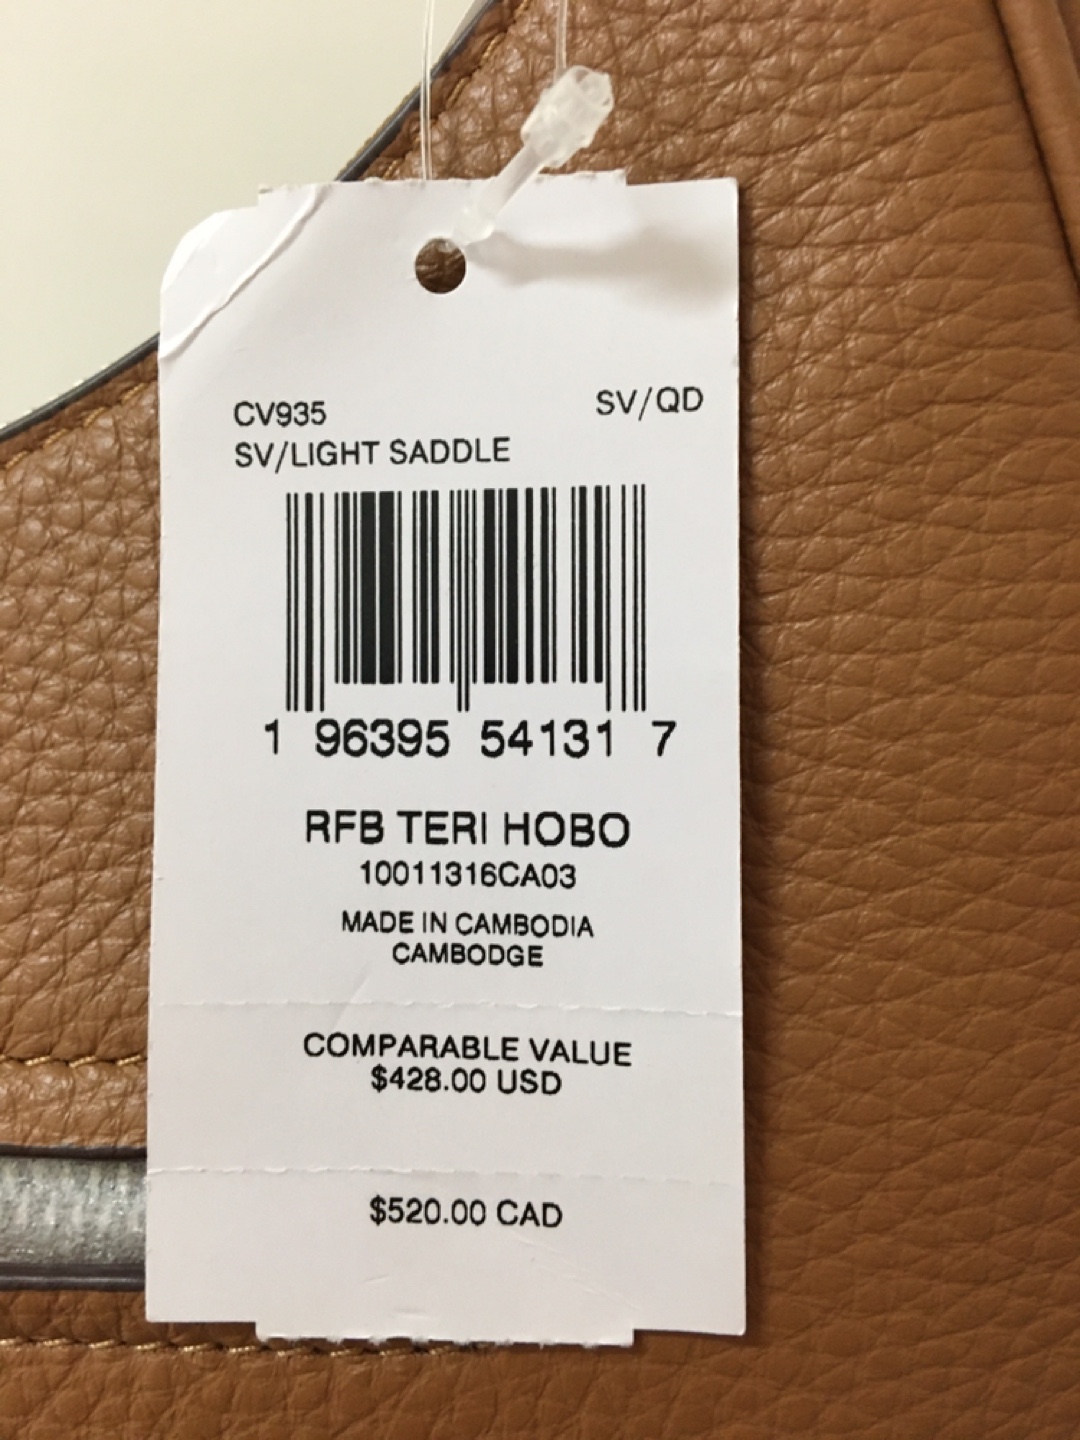 CV935 SV/QD
SV/LIGHT SADDLE
1 96395 54131 7
RFB TERI HOBO
10011316CA03
MADE IN CAMBODIA
CAMBODGE
COMPARABLE VALUE
$428.00 USD
$520.00 CAD